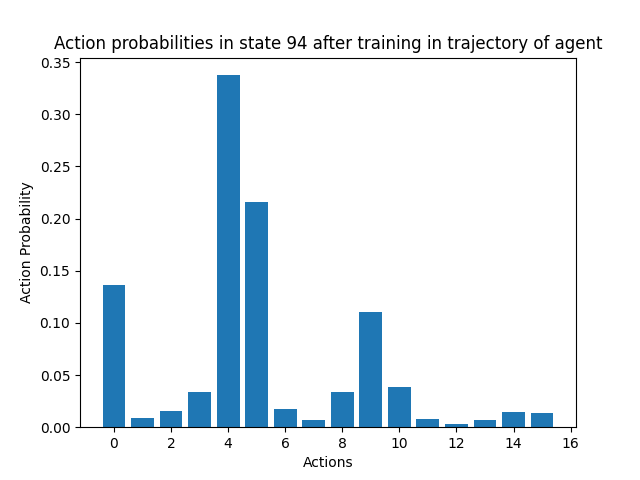 Action probabilities in state 94 after training in trajectory of agent
0.35
0.30
0.25
0.20
0.15
0.10
0.05
0.00
Action Probability
0 2 4 6 8 10 12 14 16
Actions